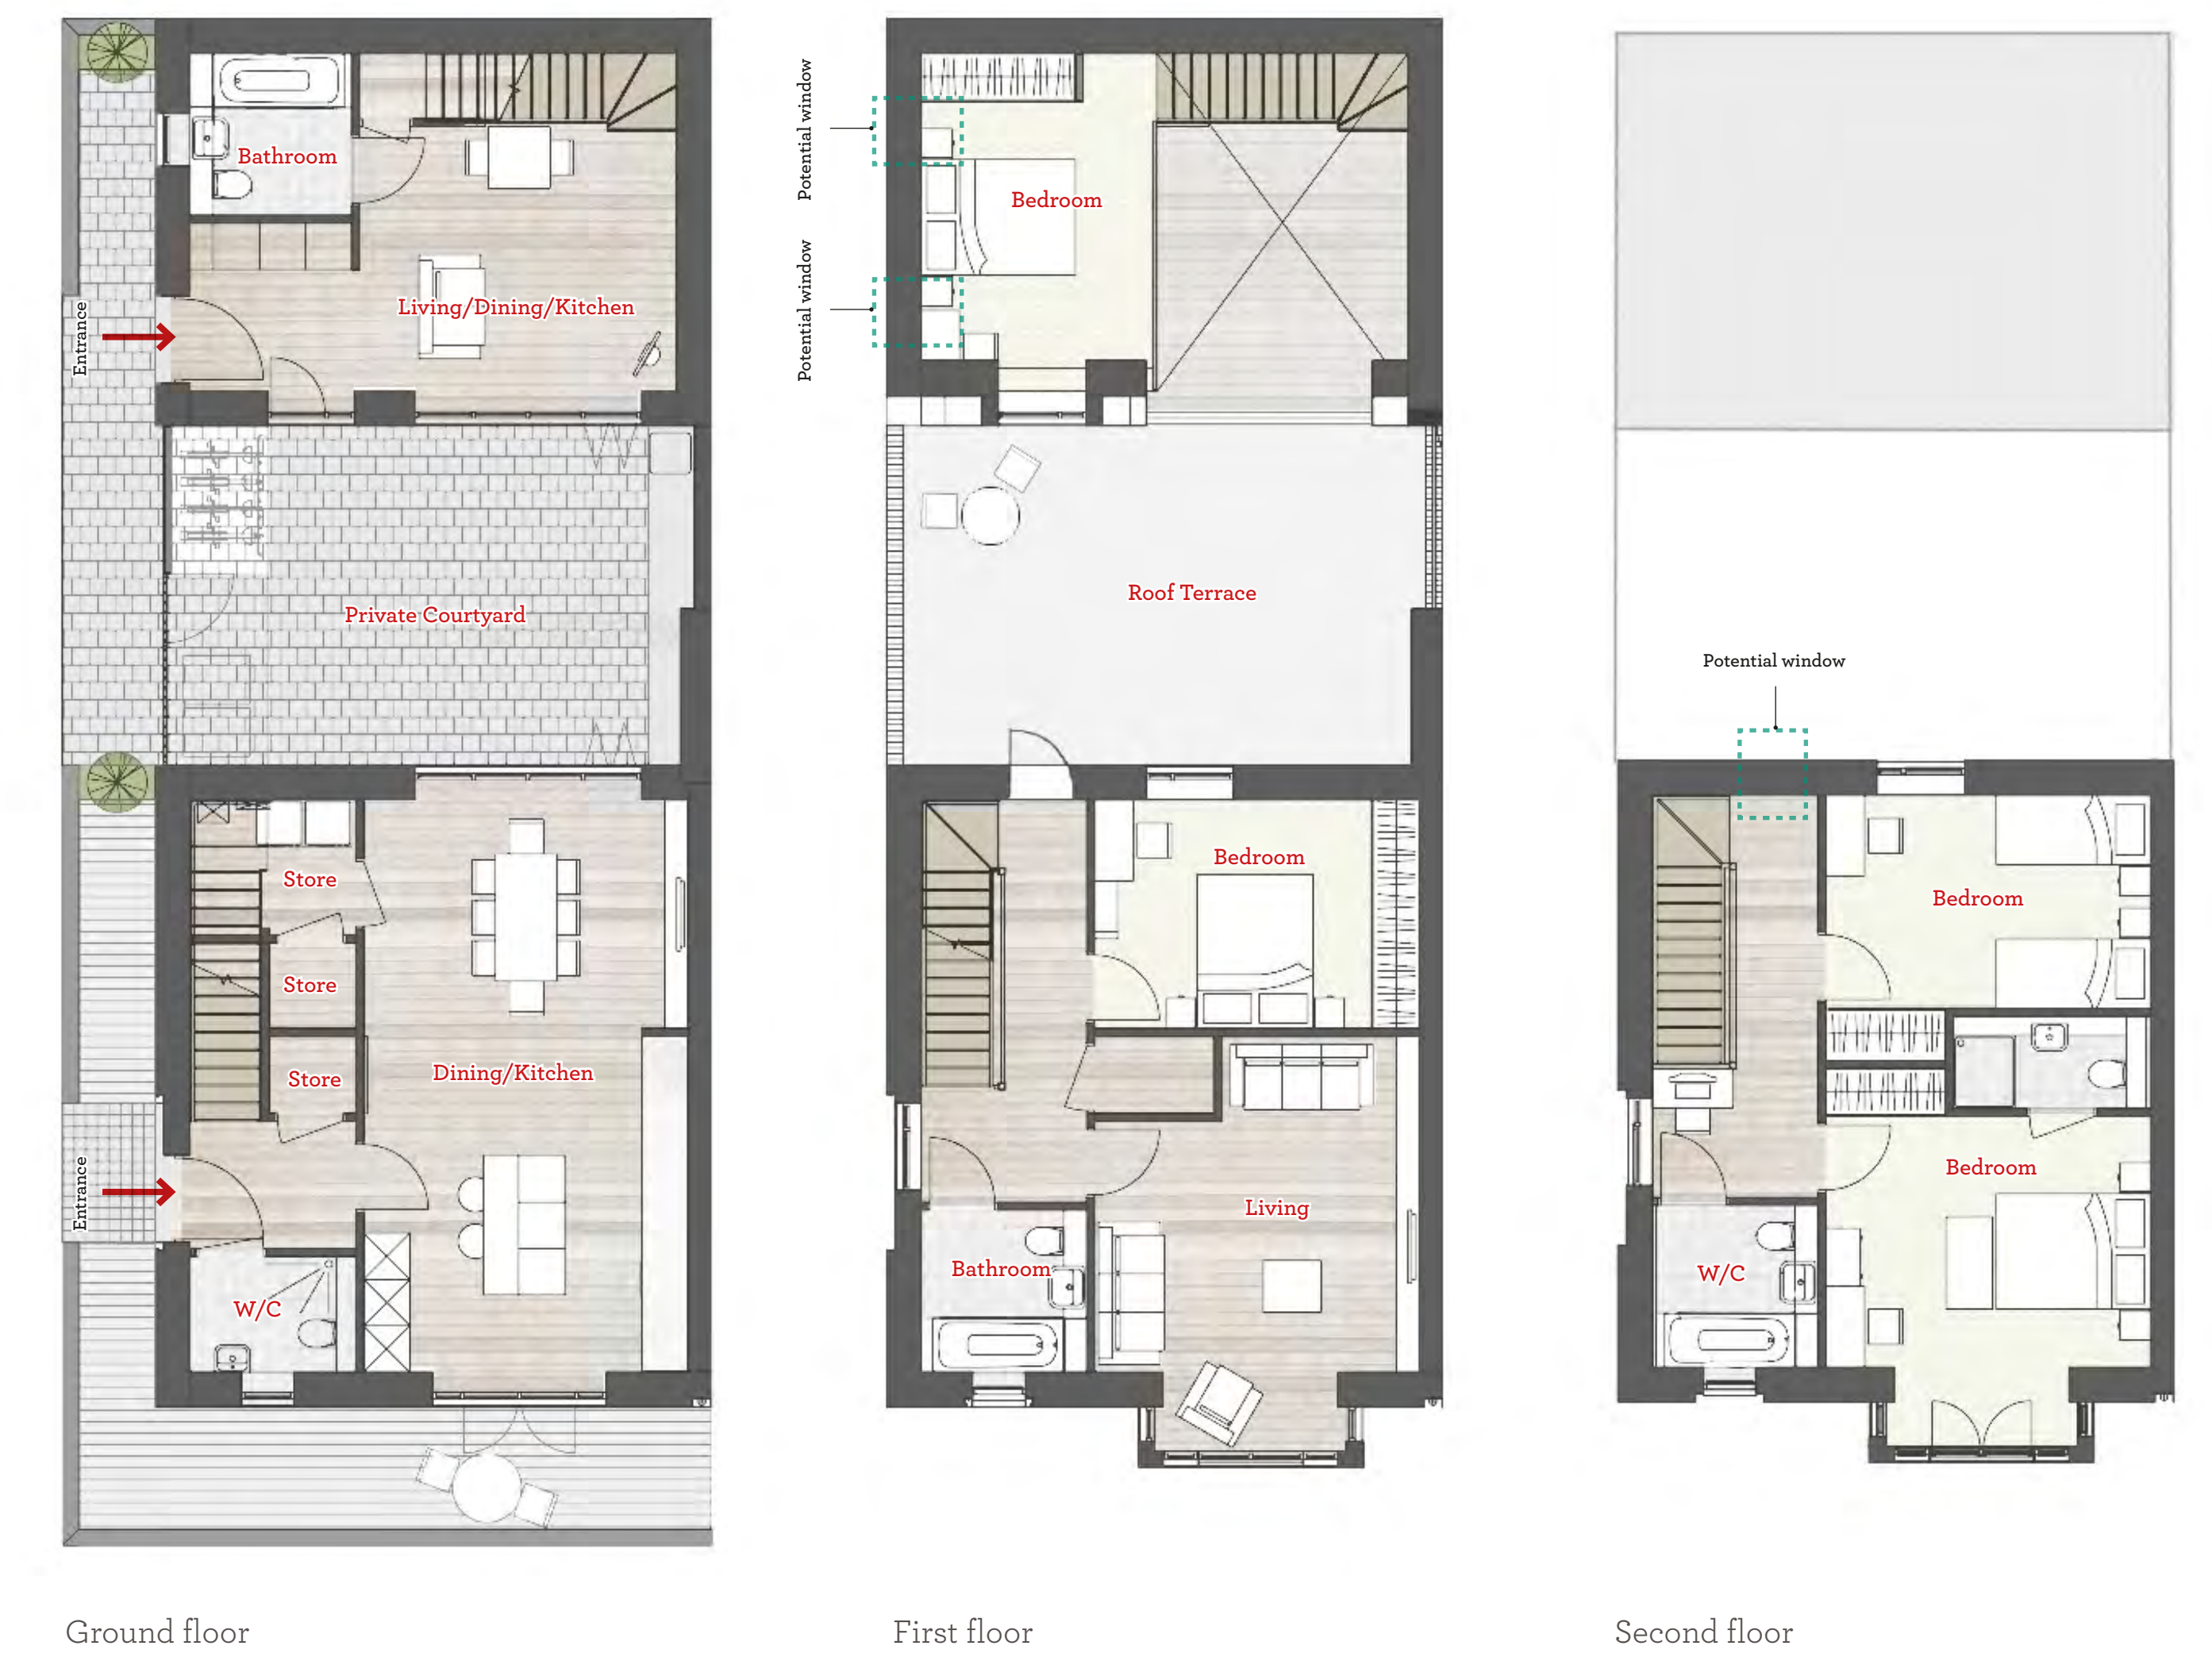 Bathroom
Living/Dining/Kitchen
Entrance
Private Courtyard
Store
Store
Store
Dining/Kitchen
Entrance
W/C
Ground floor
Potential window
Potential window
Bedroom
Roof Terrace
Bedroom
Living
Bathroom
First floor
Potential window
Bedroom
Bedroom
W/C
Second floor